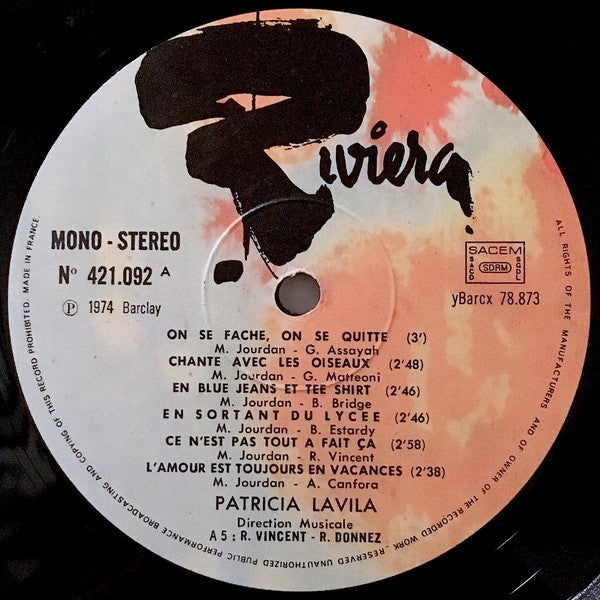 Riviera
MONO - STEREO
Nº 421.092 A
℗ 1974 Barclay
SACEM
SACD SDRM SGDL
yBarcx 78.873
ON SE FACHE, ON SE QUITTE (3')
M. Jourdan - G. Assayah
CHANTE AVEC LES OISEAUX (2'48)
M. Jourdan - G. Matteoni
EN BLUE JEANS ET TEE SHIRT (2'46)
M. Jourdan - B. Bridge
EN SORTANT DU LYCEE (2'46)
M. Jourdan - B. Estardy
CE N'EST PAS TOUT A FAIT ÇA (2'58)
M. Jourdan - R. Vincent
L'AMOUR EST TOUJOURS EN VACANCES (2'38)
M. Jourdan - A. Canfora
PATRICIA LAVILA
Direction Musicale
A 5 : R. VINCENT - R. DONNEZ
ALL RIGHTS OF THE MANUFACTURERS AND OF OWNER OF THE RECORDED WORK . RESERVED UNAUTHORIZED PUBLIC PERFORMANCE BROADCASTING AND COPYING OF THIS RECORD PROHIBITED MADE IN FRANCE.